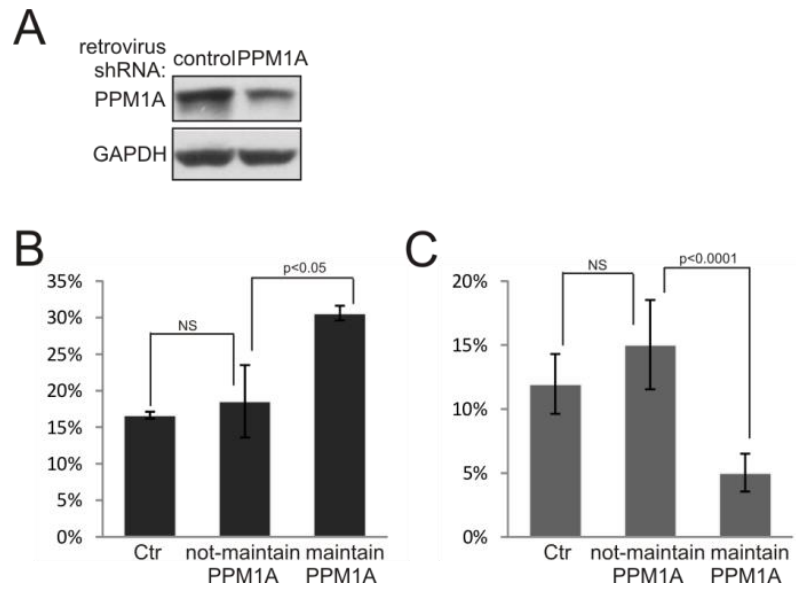 A
retrovirus
shRNA:
control PPM1A
PPM1A
GAPDH
B
35%
30%
25%
20%
15%
10%
5%
0%
NS
p<0.05
Ctr
not-maintain
PPM1A
maintain
PPM1A
C
20%
15%
10%
5%
0%
NS
p<0.0001
Ctr
not-maintain
PPM1A
maintain
PPM1A